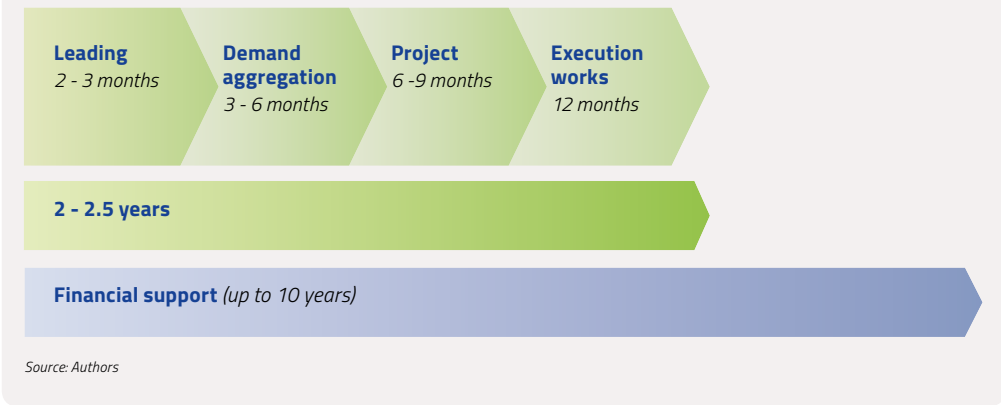 Leading
2 - 3 months
Demand
aggregation
3 - 6 months
Project
6 -9 months
Execution
works
12 months
2 - 2.5 years
Financial support (up to 10 years)
Source: Authors